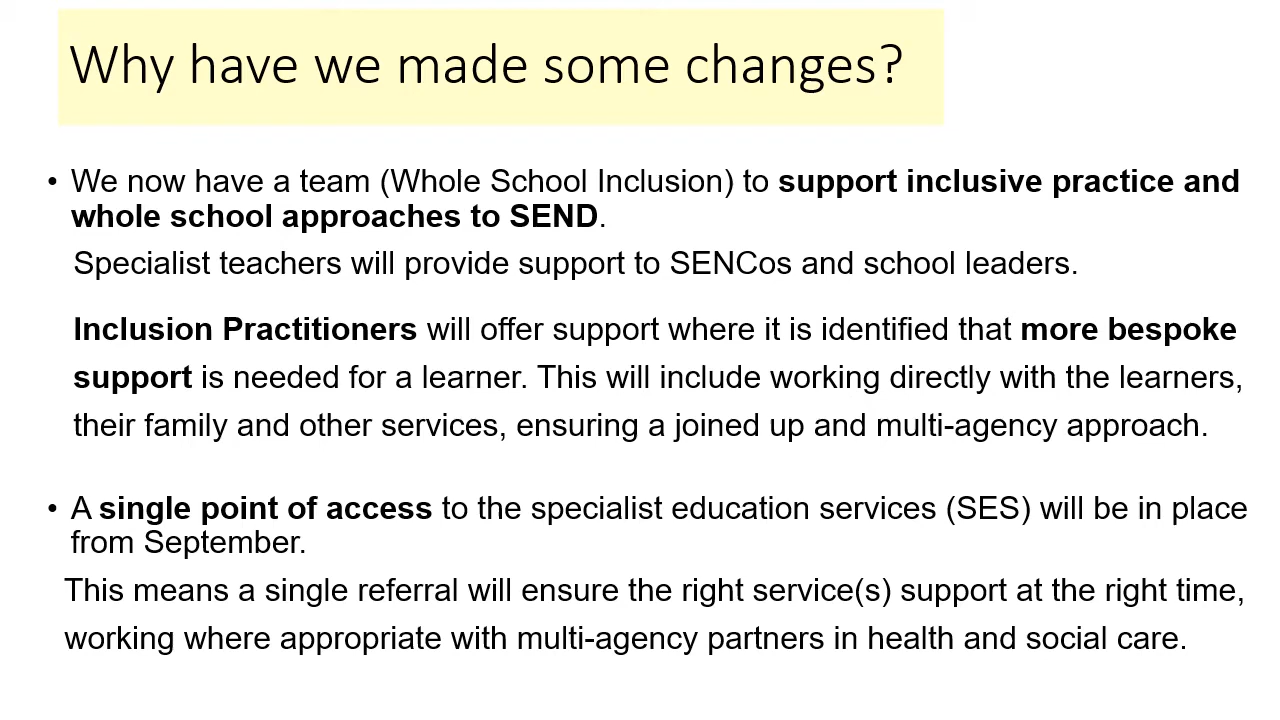 Why have we made some changes?
• We now have a team (Whole School Inclusion) to support inclusive practice and
whole school approaches to SEND.
Specialist teachers will provide support to SENCos and school leaders.
Inclusion Practitioners will offer support where it is identified that more bespoke
support is needed for a learner. This will include working directly with the learners,
their family and other services, ensuring a joined up and multi-agency approach.
• A single point of access to the specialist education services (SES) will be in place
from September.
This means a single referral will ensure the right service(s) support at the right time,
working where appropriate with multi-agency partners in health and social care.